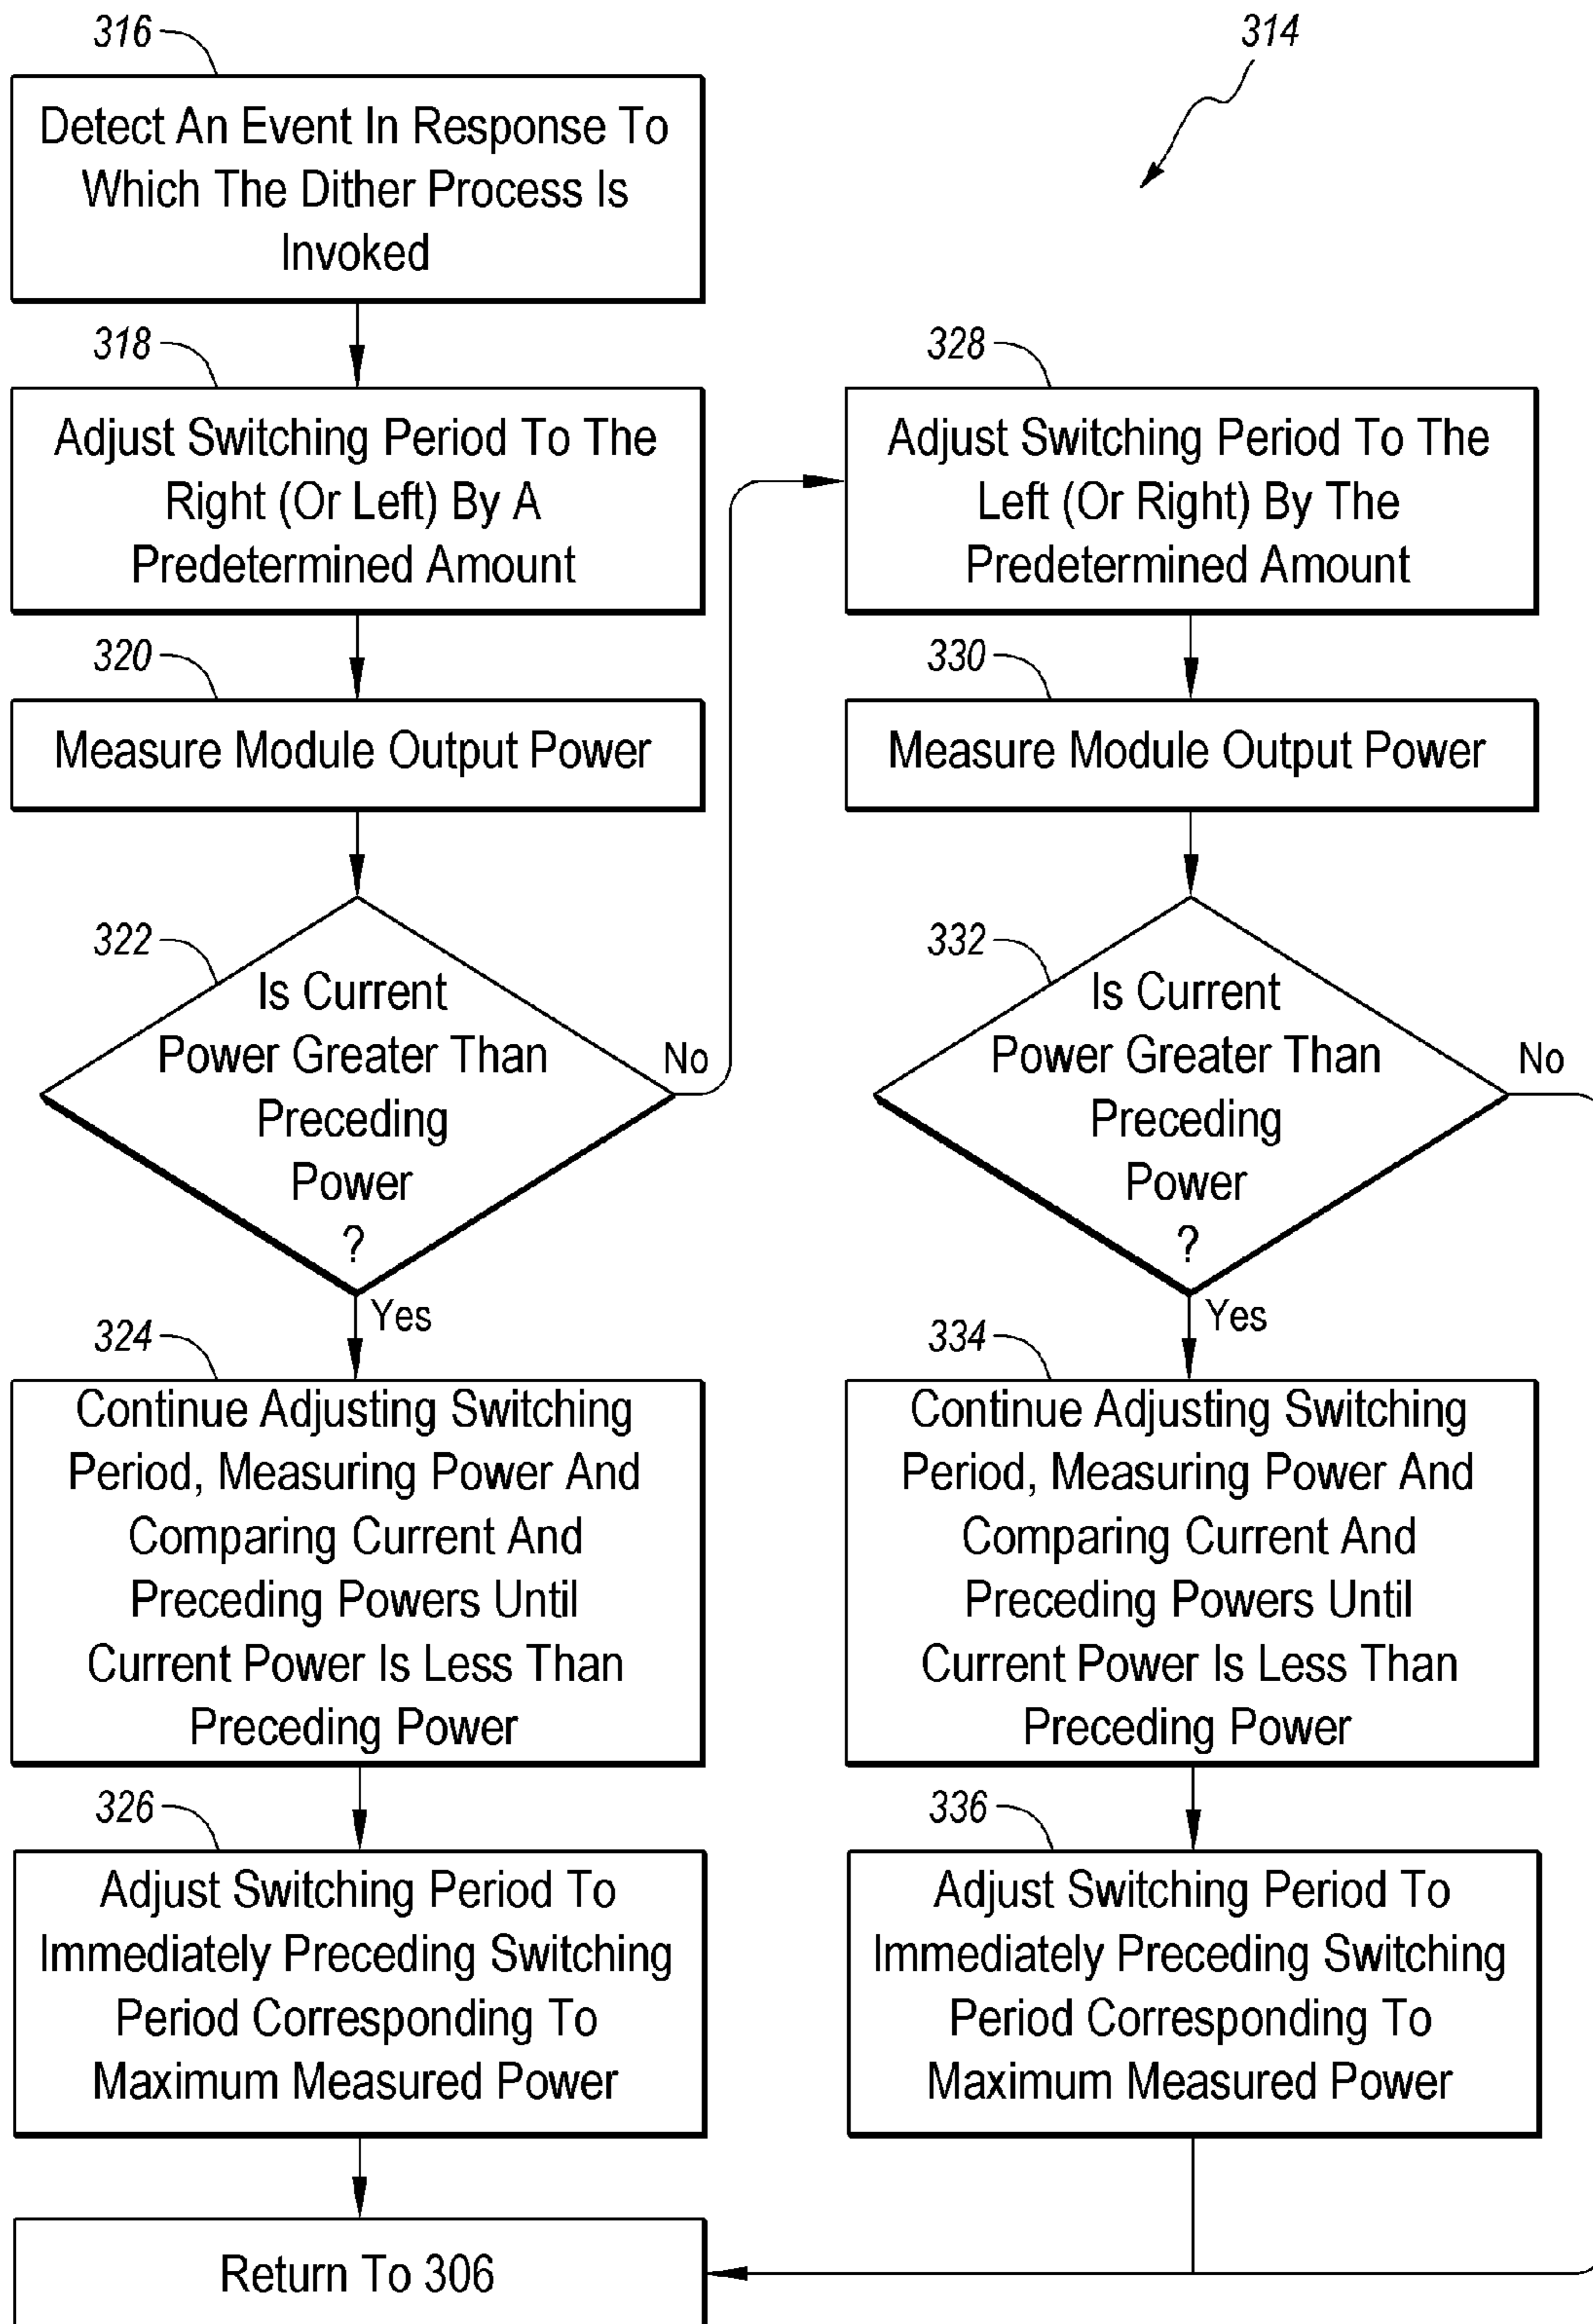 316
314
Detect An Event In Response To
Which The Dither Process Is
Invoked
318
Adjust Switching Period To The
Right (Or Left) By A
Predetermined Amount
320
Measure Module Output Power
322
Is Current
Power Greater Than
Preceding
Power
?
No
Yes
324
Continue Adjusting Switching
Period, Measuring Power And
Comparing Current And
Preceding Powers Until
Current Power Is Less Than
Preceding Power
326
Adjust Switching Period To
Immediately Preceding Switching
Period Corresponding To
Maximum Measured Power
328
Adjust Switching Period To The
Left (Or Right) By The
Predetermined Amount
330
Measure Module Output Power
332
Is Current
Power Greater Than
Preceding
Power
?
No
Yes
334
Continue Adjusting Switching
Period, Measuring Power And
Comparing Current And
Preceding Powers Until
Current Power Is Less Than
Preceding Power
336
Adjust Switching Period To
Immediately Preceding Switching
Period Corresponding To
Maximum Measured Power
Return To 306